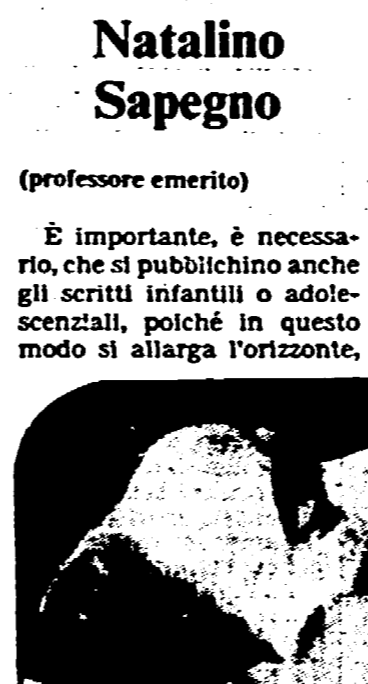 Natalino
Sapegno
(professore emerito)
È importante, è necessa-
rio, che si pubblichino anche
gli scritti infantili o adole-
scenziali, poiché in questo
modo si allarga l'orizzonte,